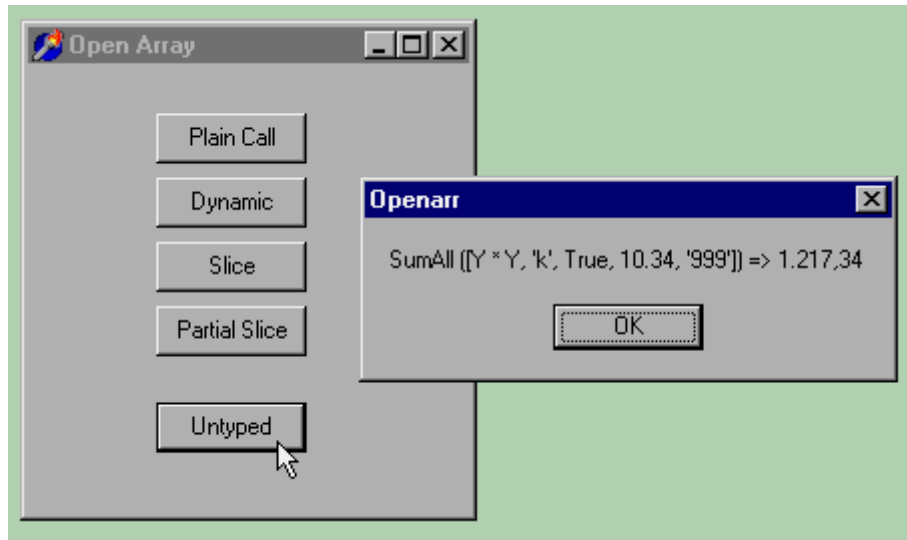 Open Array
Plain Call
Dynamic
Slice
Partial Slice
Untyped
Openarr
SumAll ([Y * Y, 'k', True, 10.34, '999']) => 1.217,34
OK